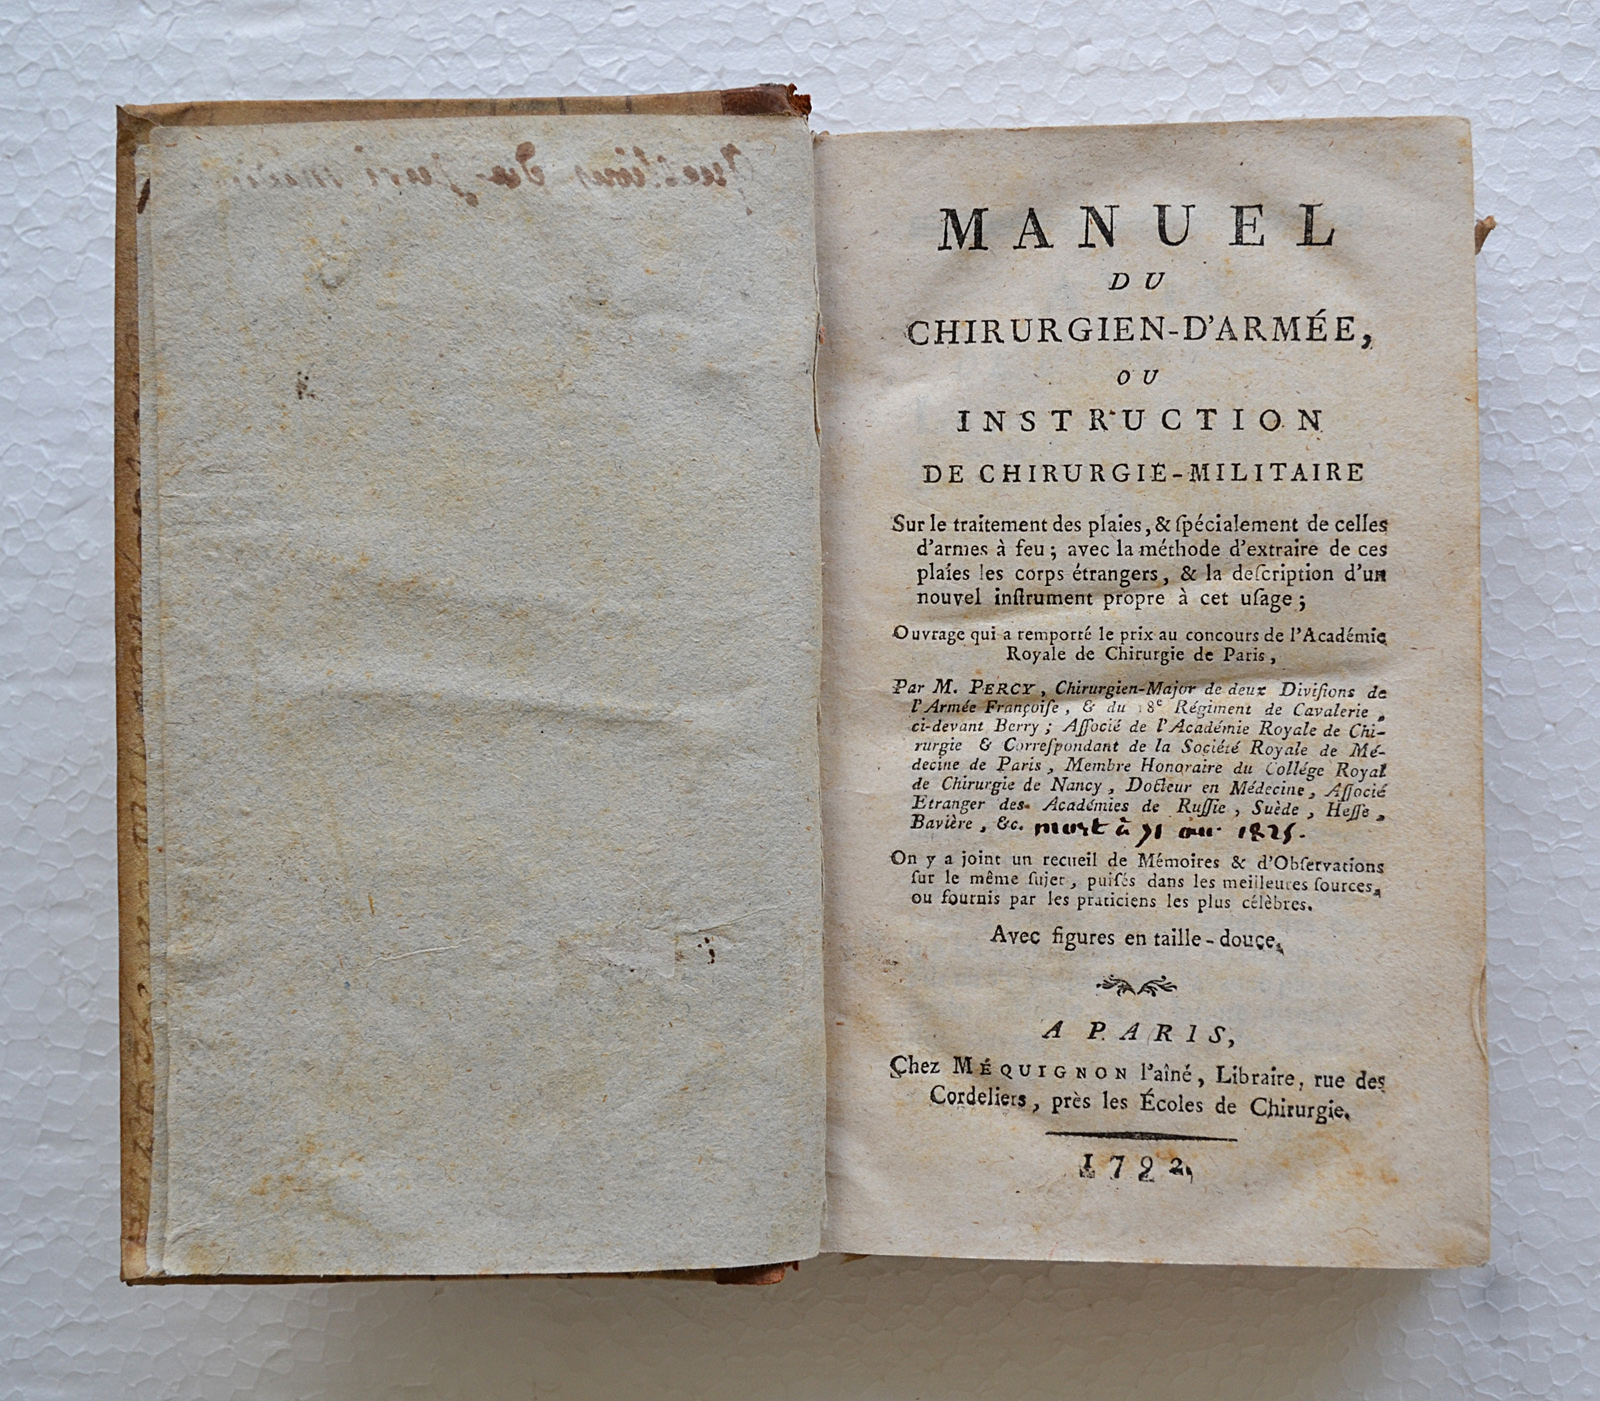 MANUEL
DU
CHIRURGIEN-D'ARMÉE,
OU
INSTRUCTION
DE CHIRURGIE-MILITAIRE
Sur le traitement des plaies, & ſpécialement de celles
d'armes à feu ; avec la méthode d'extraire de ces
plaies les corps étrangers, & la deſcription d'un
nouvel inſtrument propre à cet uſage ;
Ouvrage qui a remporté le prix au concours de l'Académie
Royale de Chirurgie de Paris,
Par M. PERCY, Chirurgien-Major de deux Diviſions de
l'Armée Françoiſe, & du 18e Régiment de Cavalerie,
ci-devant Berry ; Aſſocié de l'Académie Royale de Chi-
rurgie & Correſpondant de la Société Royale de Mé-
decine de Paris, Membre Honoraire du Collége Royal
de Chirurgie de Nancy, Docteur en Médecine, Aſſocié
Etranger des Académies de Ruſſie, Suède, Heſſe,
Bavière, &c. mort à 71 an 1825.
On y a joint un recueil de Mémoires & d'Obſervations
ſur le même ſujet, puiſés dans les meilleures ſources,
ou fournis par les praticiens les plus célèbres.
Avec figures en taille-douce.
A PARIS,
Chez MÉQUIGNON l'aîné, Libraire, rue des
Cordeliers, près les Écoles de Chirurgie.
1792.